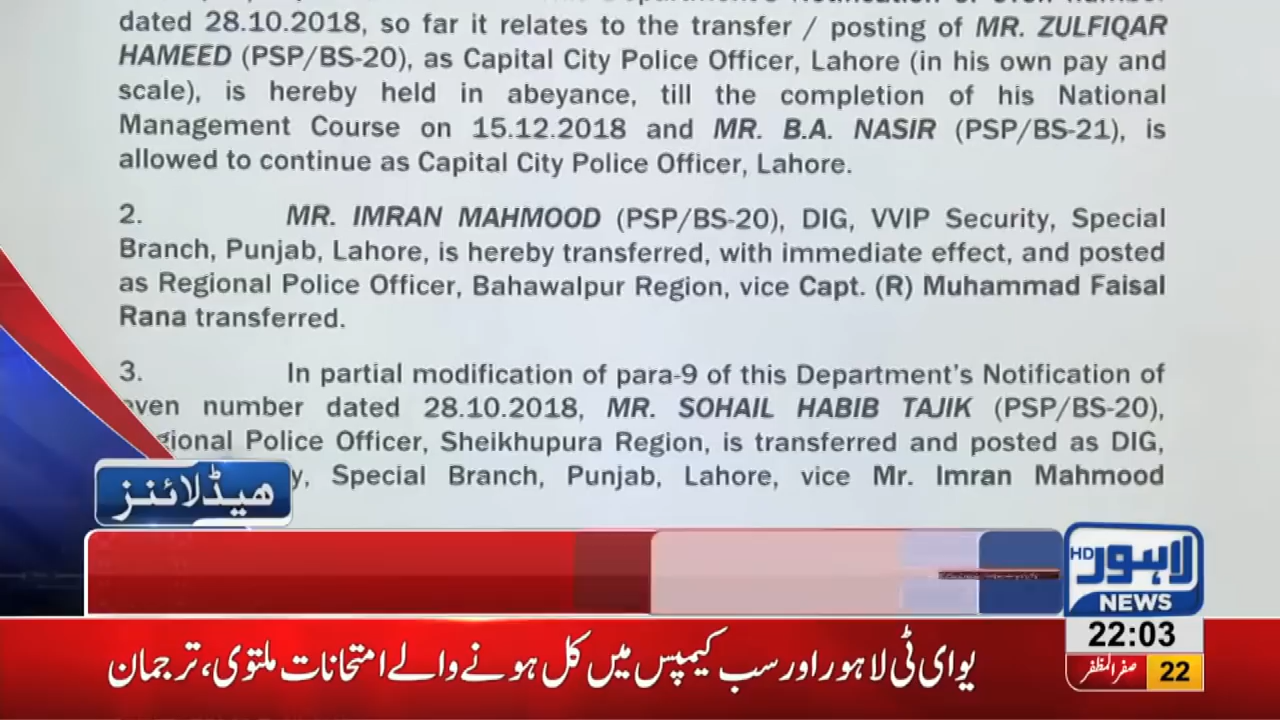 dated 28.10.2018, so far it relates to the transfer / posting of MR. ZULFIQAR
HAMEED (PSP/BS-20), as Capital City Police Officer, Lahore (in his own pay and
scale), is hereby held in abeyance, till the completion of his National
Management Course on 15.12.2018 and MR. B.A. NASIR (PSP/BS-21), is
allowed to continue as Capital City Police Officer, Lahore.
2. MR. IMRAN MAHMOOD (PSP/BS-20), DIG, VVIP Security, Special
Branch, Punjab, Lahore, is hereby transferred, with immediate effect, and posted
as Regional Police Officer, Bahawalpur Region, vice Capt. (R) Muhammad Faisal
Rana transferred.
3. In partial modification of para-9 of this Department's Notification of
even number dated 28.10.2018, MR. SOHAIL HABIB TAJIK (PSP/BS-20),
gional Police Officer, Sheikhupura Region, is transferred and posted as DIG,
y, Special Branch, Punjab, Lahore, vice Mr. Imran Mahmood
ھیڈلائنز
HD لاہور
NEWS
22:03
صفرالمظفر 22
یو ای ٹی لاہور اور سب کیمپس میں کل ہونے والے امتحانات ملتوی، ترجمان